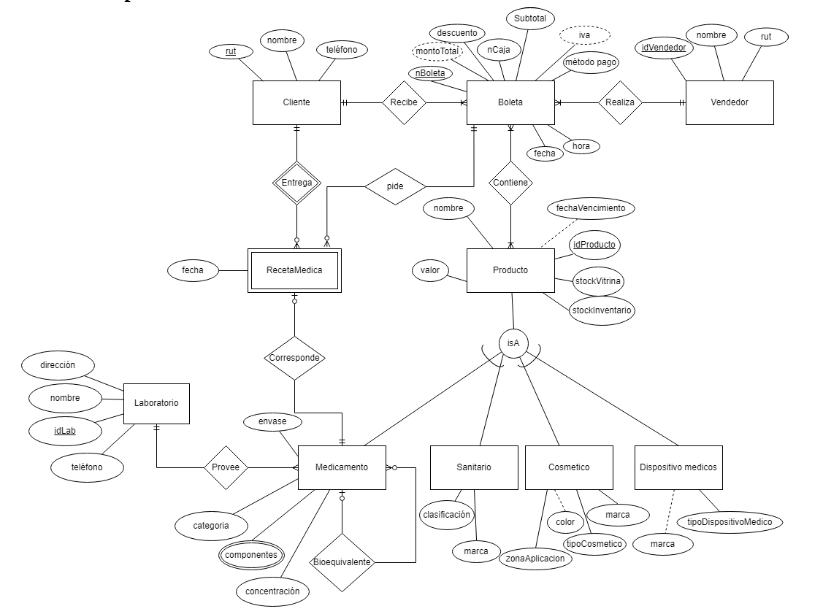 Subtotal
descuento
iva
nombre
montoTotal
nCaja
nombre
rut
idVendedor
rut
teléfono
método pago
nBoleta
Cliente
Recibe
Boleta
Realiza
Vendedor
hora
fecha
Entrega
pide
Contiene
nombre
fechaVencimiento
idProducto
fecha
RecetaMedica
valor
Producto
stockVitrina
stockInventario
isA
Corresponde
dirección
nombre
Laboratorio
envase
idLab
teléfono
Provee
Medicamento
Sanitario
Cosmetico
Dispositivo medicos
clasificación
marca
categoria
color
tipoDispositivoMedico
tipoCosmetico
marca
componentes
marca
zonaAplicacion
Bioequivalente
concentración